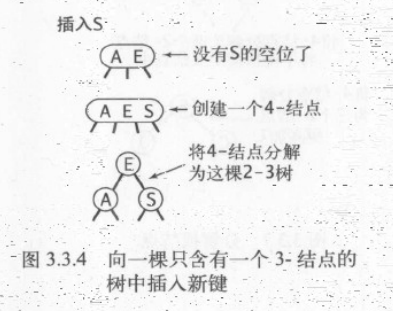 插入S
A E
没有S的空位了
A E S
创建一个4-结点
E
将4-结点分解
为这棵2-3树
A S
图 3.3.4 向一棵只含有一个 3- 结点的
树中插入新键